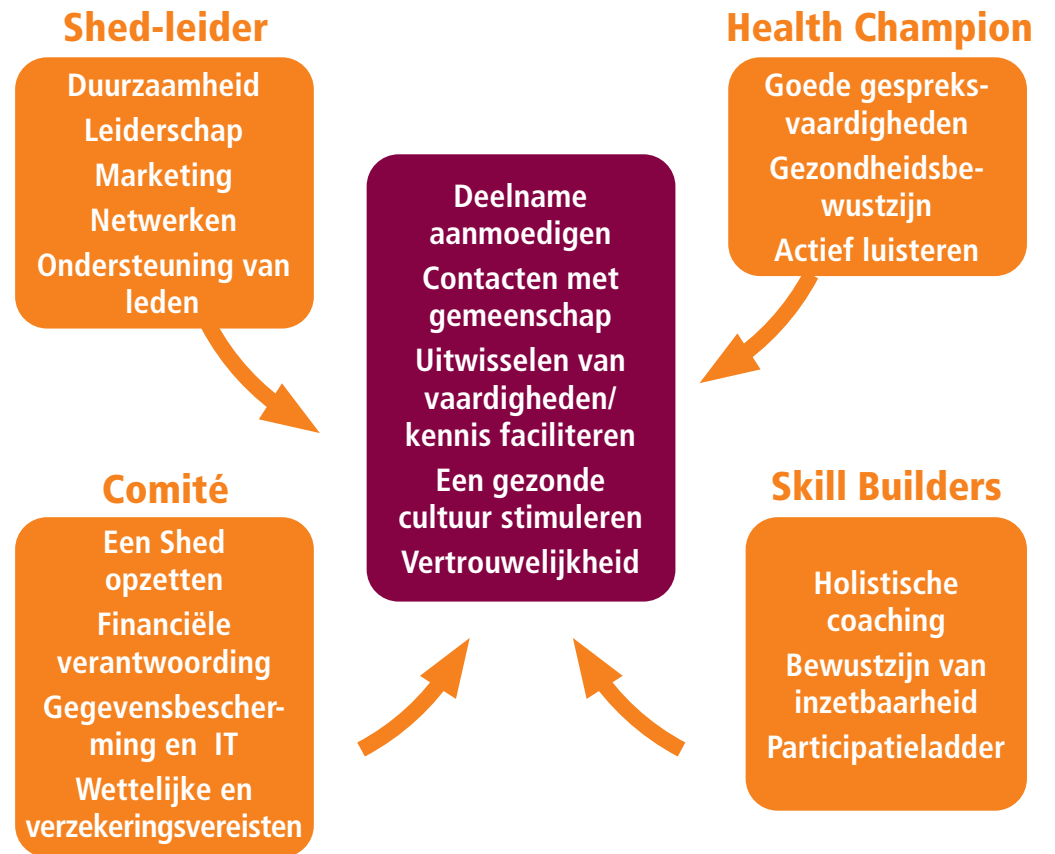 Shed-leider
Duurzaamheid
Leiderschap
Marketing
Netwerken
Ondersteuning van
leden
Health Champion
Goede gespreks-
vaardigheden
Gezondheidsbe-
wustzijn
Actief luisteren
Deelname
aanmoedigen
Contacten met
gemeenschap
Uitwisselen van
vaardigheden/
kennis faciliteren
Een gezonde
cultuur stimuleren
Vertrouwelijkheid
Comité
Een Shed
opzetten
Financiële
verantwoording
Gegevensbescher-
ming en IT
Wettelijke en
verzekeringsvereisten
Skill Builders
Holistische
coaching
Bewustzijn van
inzetbaarheid
Participatieladder